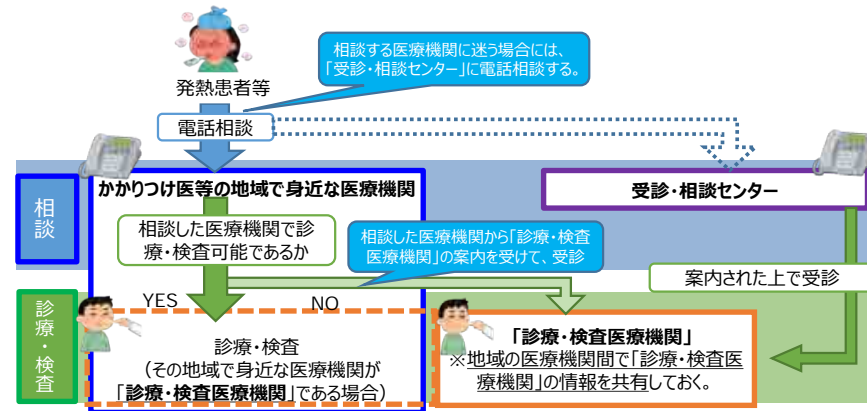 相談する医療機関に迷う場合には、
「受診・相談センター」に電話相談する。
発熱患者等
電話相談
相談
かかりつけ医等の地域で身近な医療機関
受診・相談センター
相談した医療機関で診
療・検査可能であるか
相談した医療機関から「診療・検査
医療機関」の案内を受けて、受診
案内された上で受診
YES
NO
診療・検査
診療・検査
(その地域で身近な医療機関が
「診療・検査医療機関」である場合)
「診療・検査医療機関」
※地域の医療機関間で「診療・検査医
療機関」の情報を共有しておく。